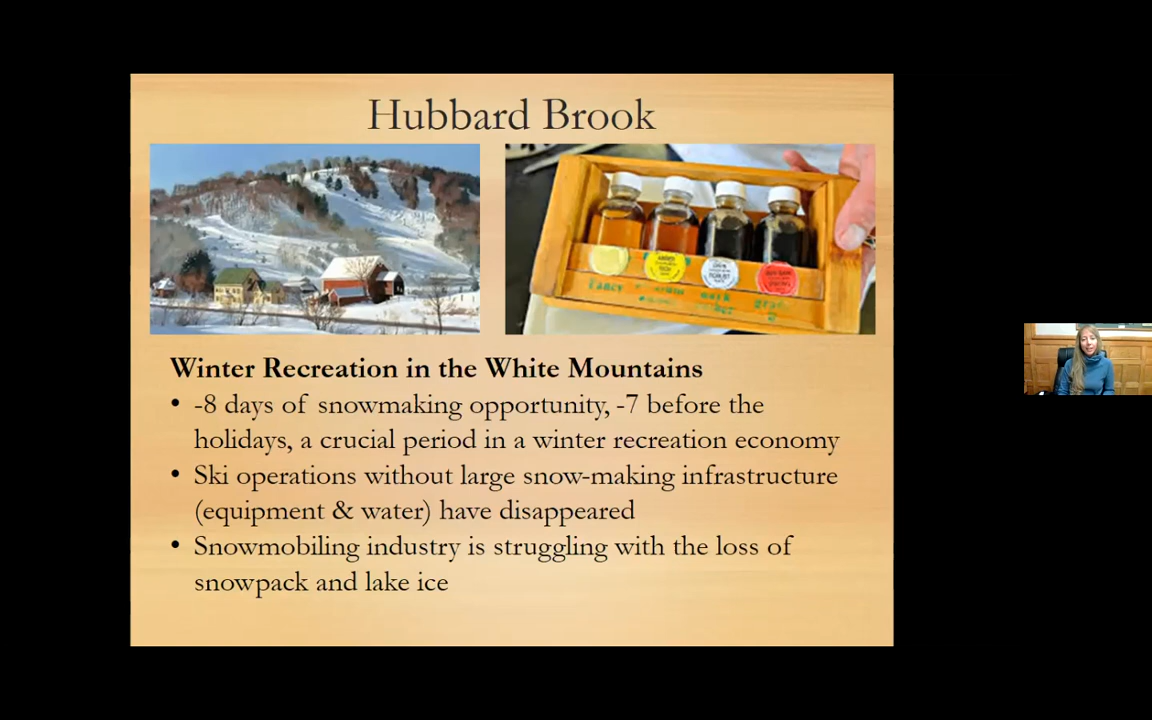 Hubbard Brook
Fancy
Winter Recreation in the White Mountains
• -8 days of snowmaking opportunity, -7 before the
holidays, a crucial period in a winter recreation economy
• Ski operations without large snow-making infrastructure
(equipment & water) have disappeared
• Snowmobiling industry is struggling with the loss of
snowpack and lake ice